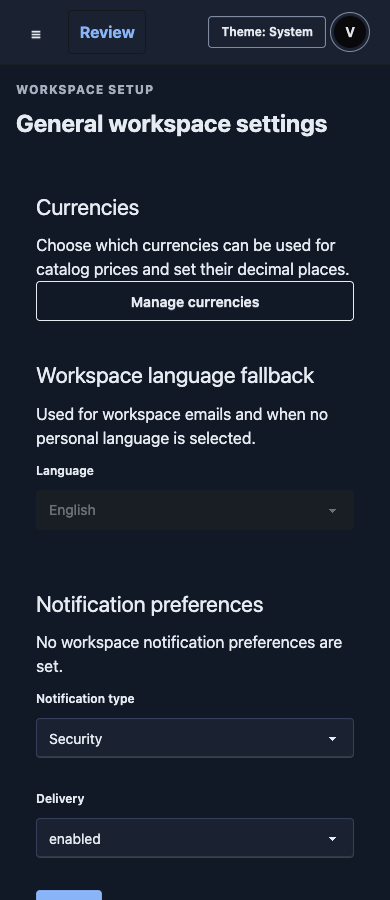 Review
Theme: System
V
WORKSPACE SETUP
General workspace settings
Currencies
Choose which currencies can be used for
catalog prices and set their decimal places.
Manage currencies
Workspace language fallback
Used for workspace emails and when no
personal language is selected.
Language
English
Notification preferences
No workspace notification preferences are
set.
Notification type
Security
Delivery
enabled